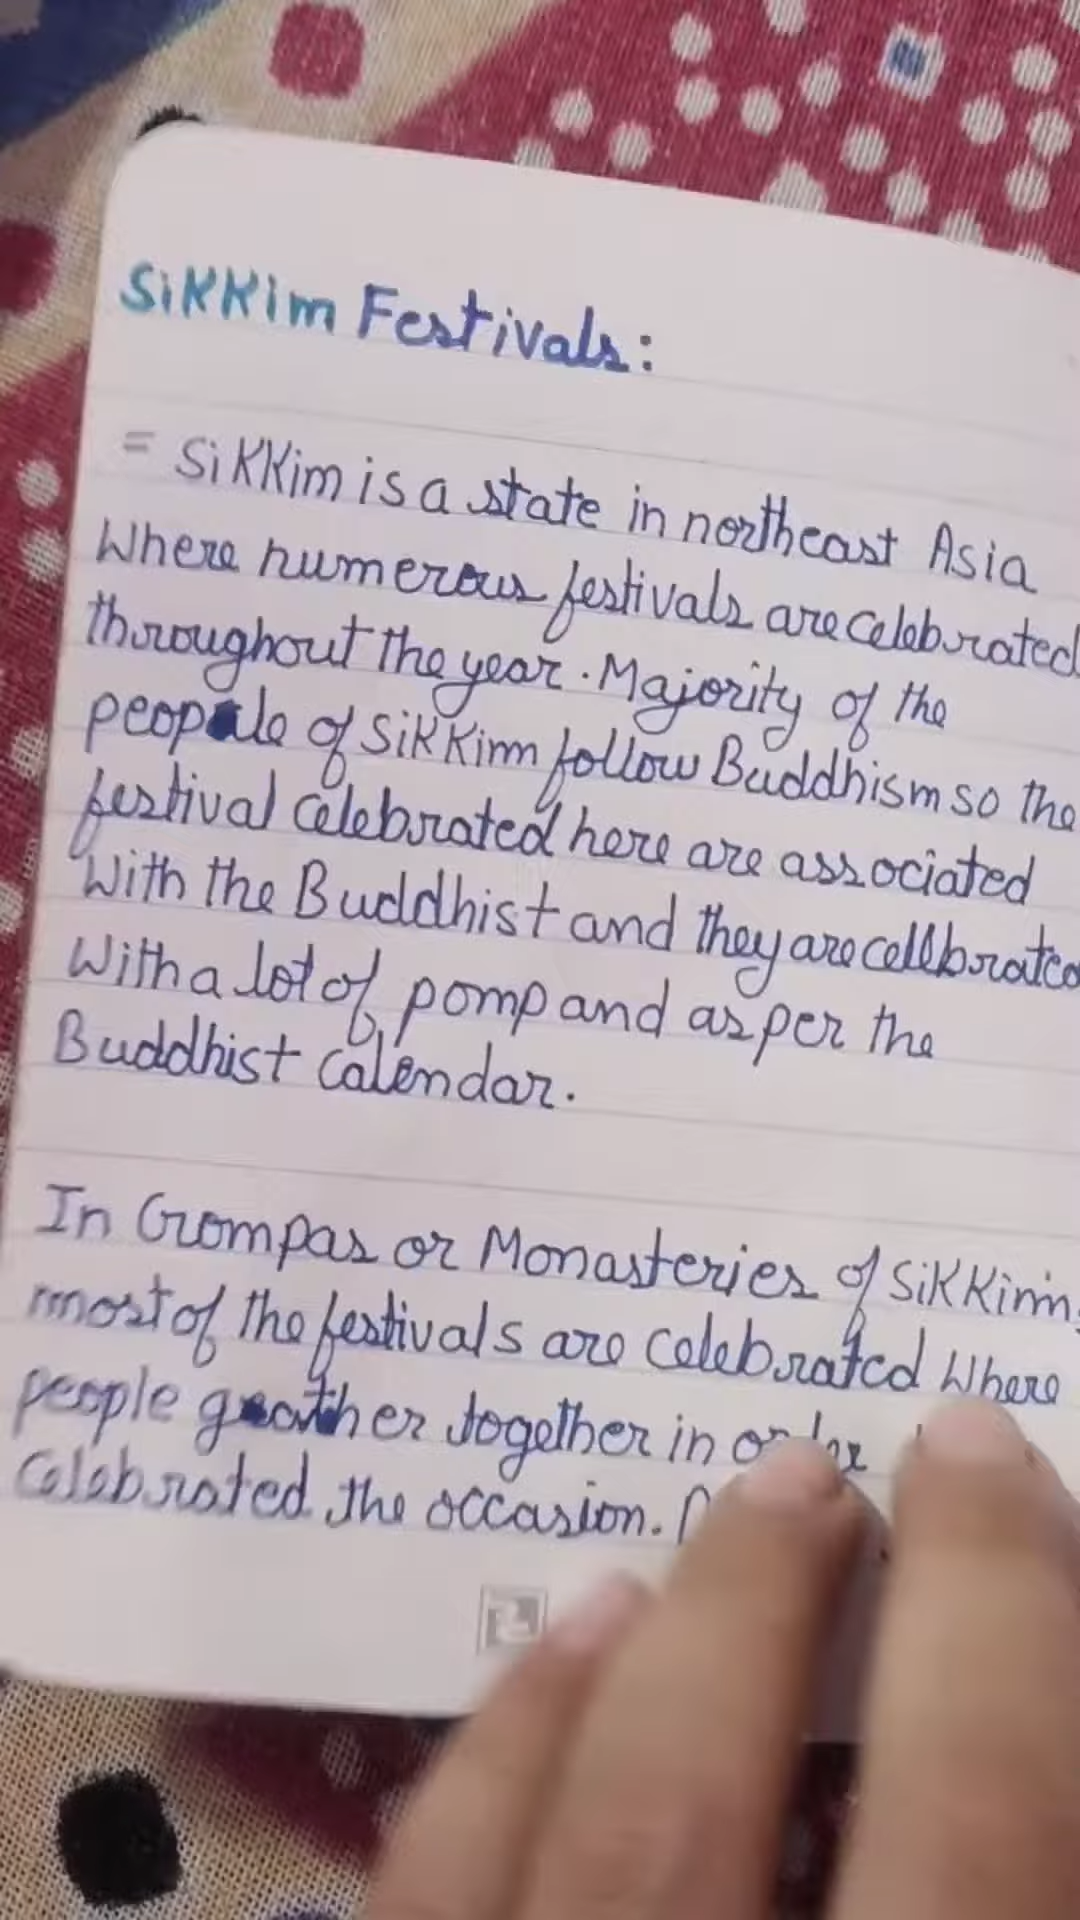 Sikkim Festivals:
= Sikkim is a state in northeast Asia
Where numerous festivals are celebrated
throughout the year. Majority of the
people of Sikkim follow Buddhism so the
festival celebrated here are associated
With the Buddhist and they are cellbrated
With a lot of pomp and as per the
Buddhist Calendar.
In Gompas or Monasteries of Sikkim,
most of the festivals are celebrated Where
people gather together in order
Celebrated the occasion.